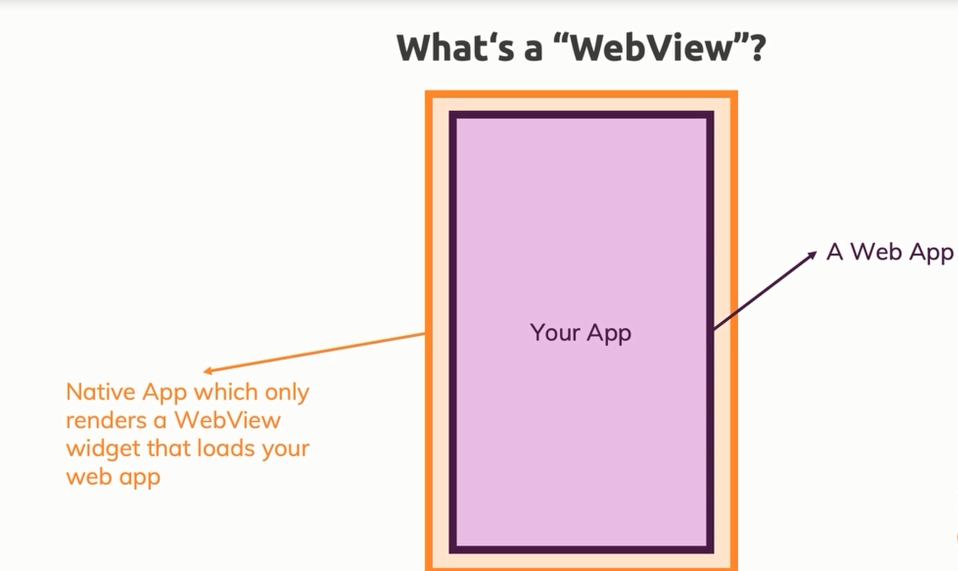 What‘s a “WebView”?
A Web App
Your App
Native App which only
renders a WebView
widget that loads your
web app